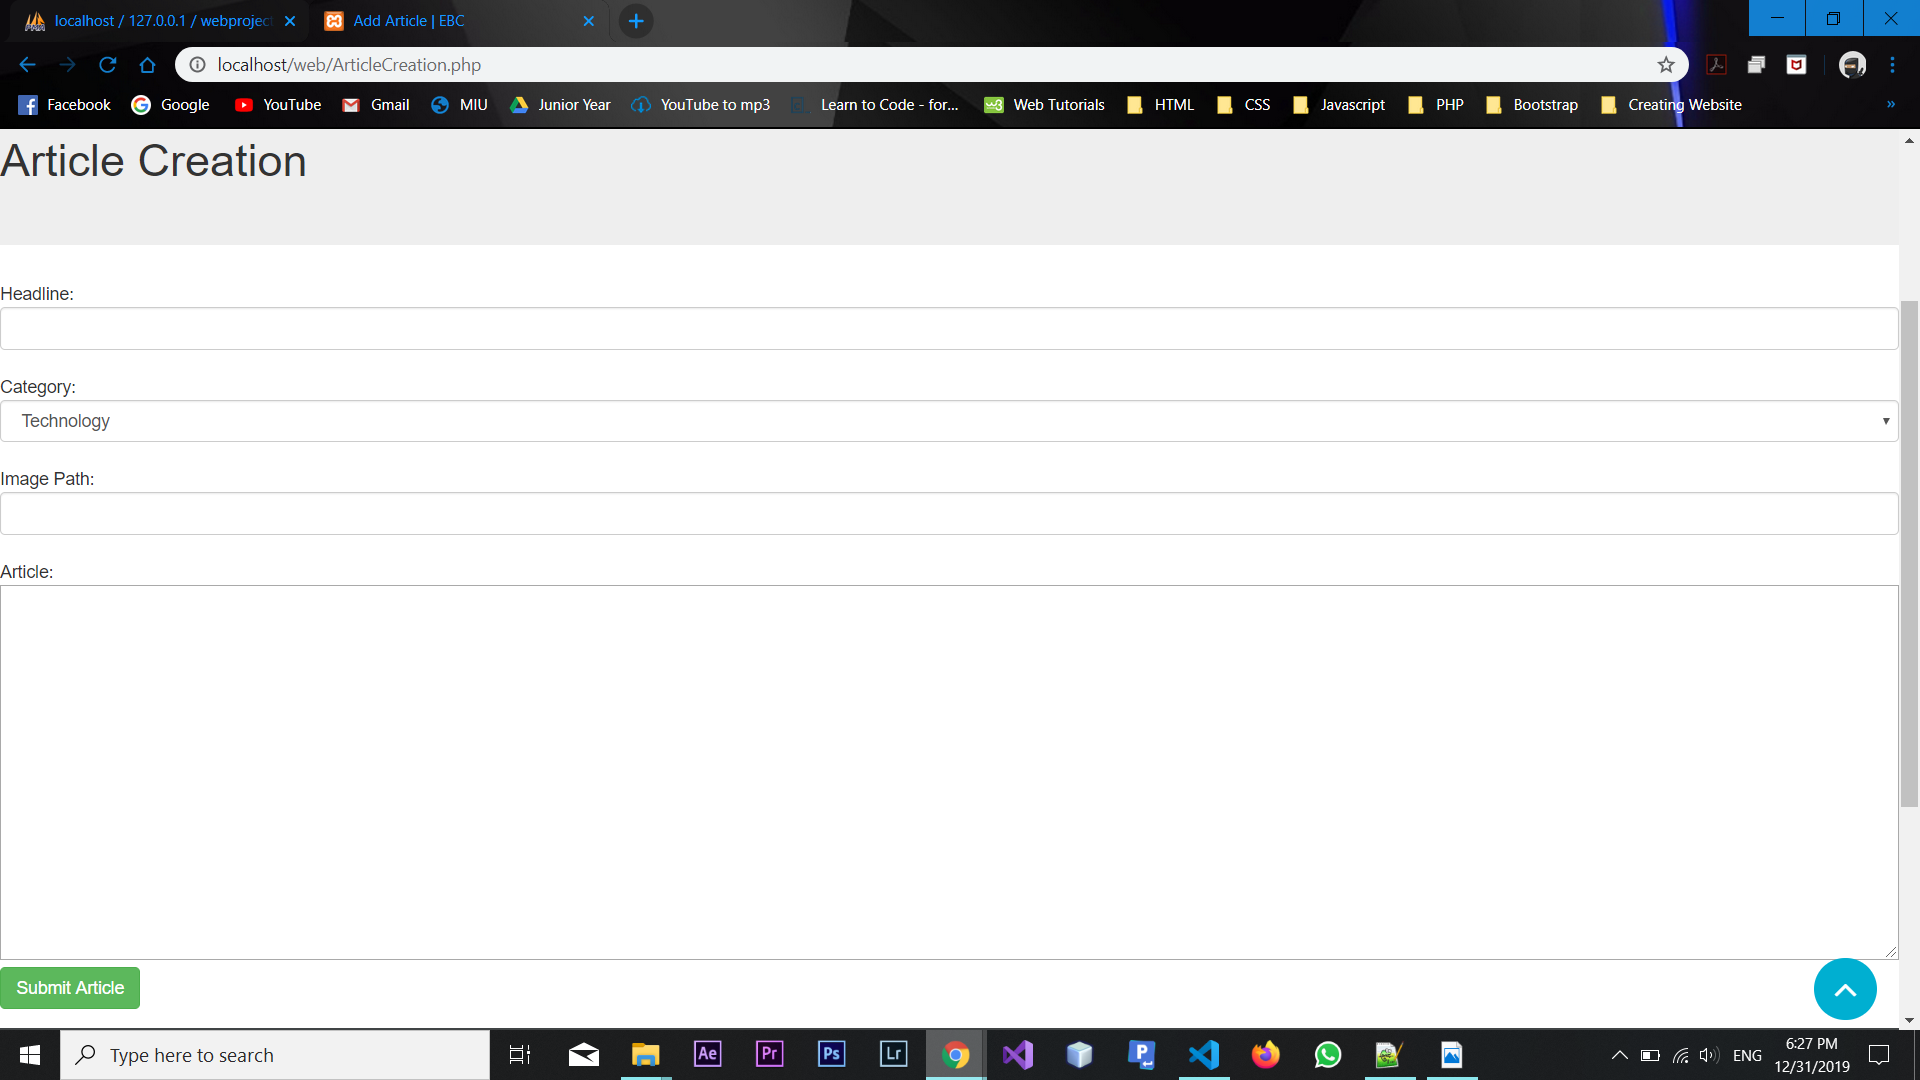 localhost / 127.0.0.1 / webproject
Add Article | EBC
localhost/web/ArticleCreation.php
Facebook Google YouTube Gmail MIU Junior Year YouTube to mp3 Learn to Code - for... Web Tutorials HTML CSS Javascript PHP Bootstrap Creating Website »
Article Creation
Headline:
Category:
Technology
Image Path:
Article:
Submit Article
Type here to search
Ae Pr Ps Lr
ENG
6:27 PM
12/31/2019